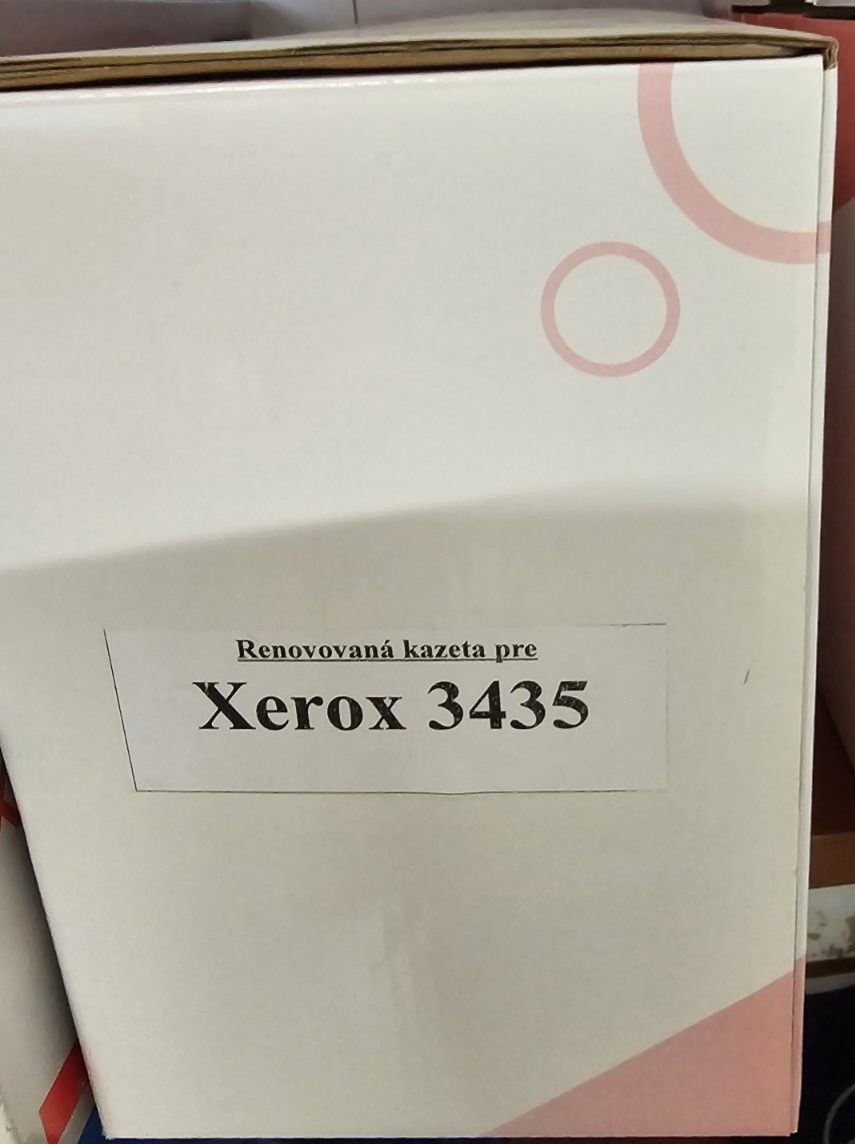 Renovovaná kazeta pre
Xerox 3435